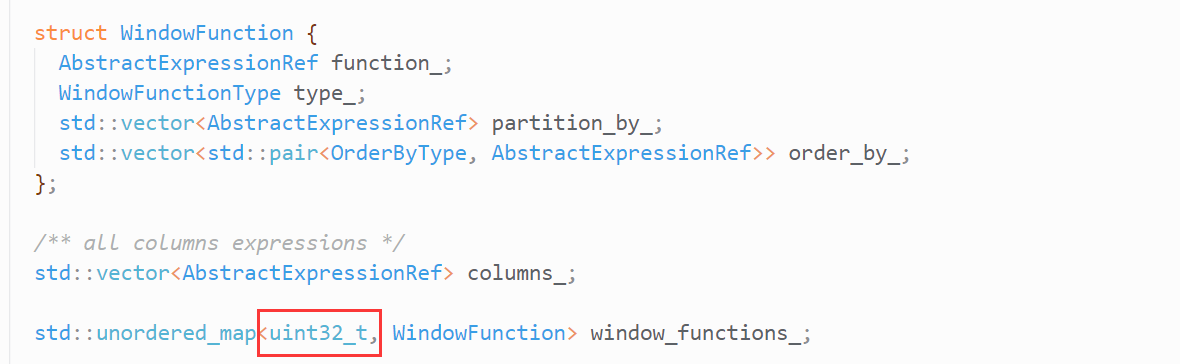 struct WindowFunction {
  AbstractExpressionRef function_;
  WindowFunctionType type_;
  std::vector<AbstractExpressionRef> partition_by_;
  std::vector<std::pair<OrderByType, AbstractExpressionRef>> order_by_;
};
/** all columns expressions */
std::vector<AbstractExpressionRef> columns_;
std::unordered_map<uint32_t, WindowFunction> window_functions_;